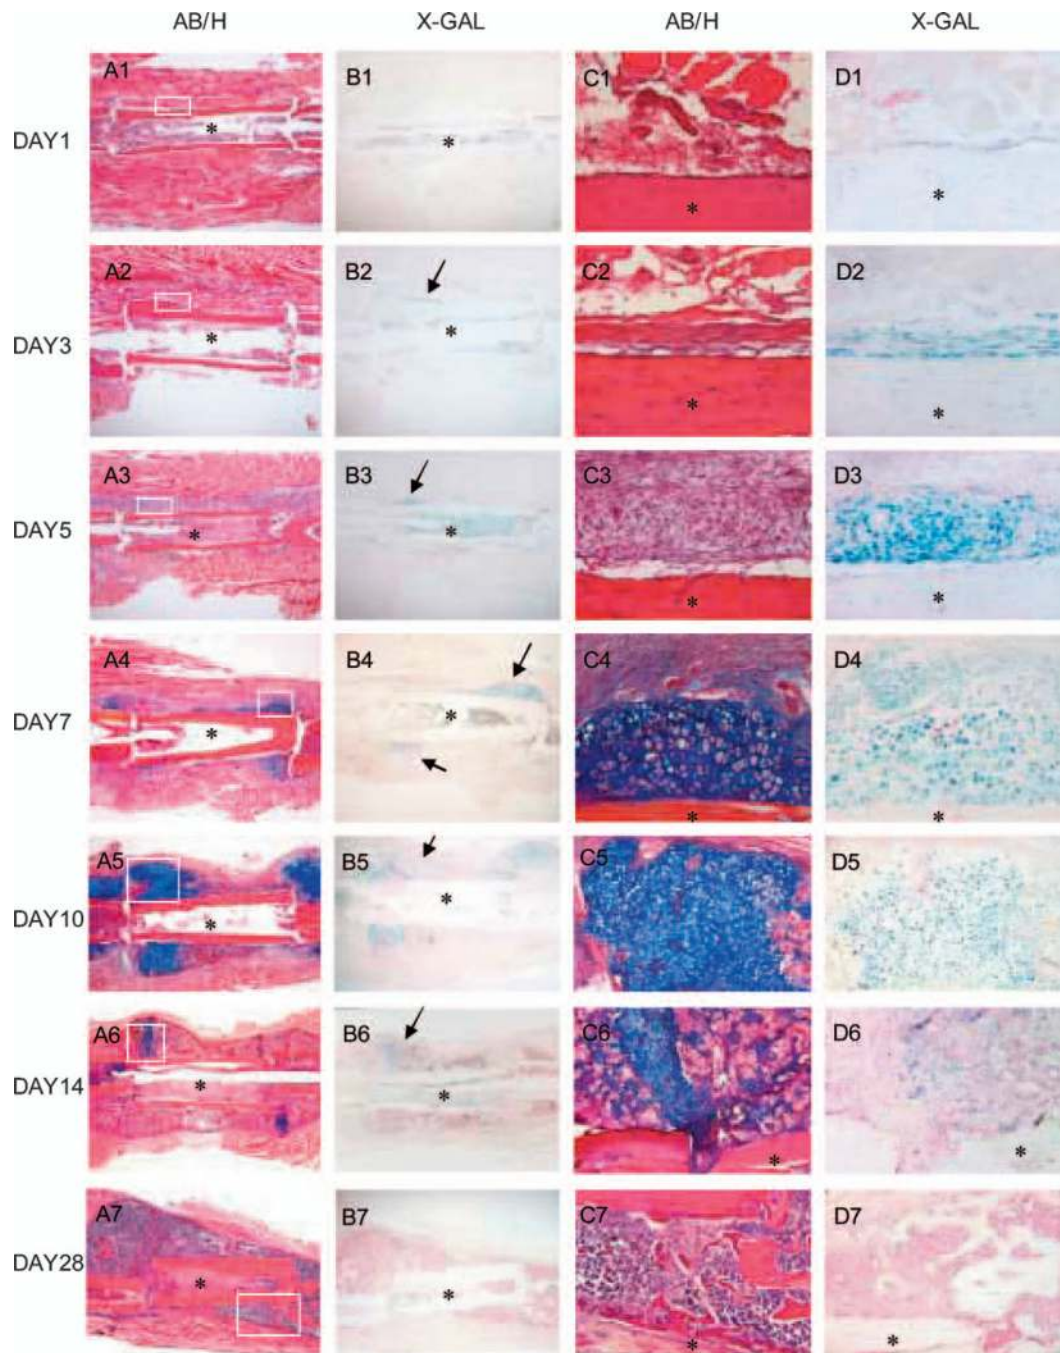 AB/H X-GAL AB/H X-GAL
A1 B1 C1 D1
DAY1
* * * *
A2 B2 C2 D2
DAY3
* * * *
A3 B3 C3 D3
DAY5
* * * *
A4 B4 C4 D4
DAY7
* * * *
A5 B5 C5 D5
DAY10
* *
A6 B6 C6 D6
DAY14
* * * *
A7 B7 C7 D7
DAY28
* * * *